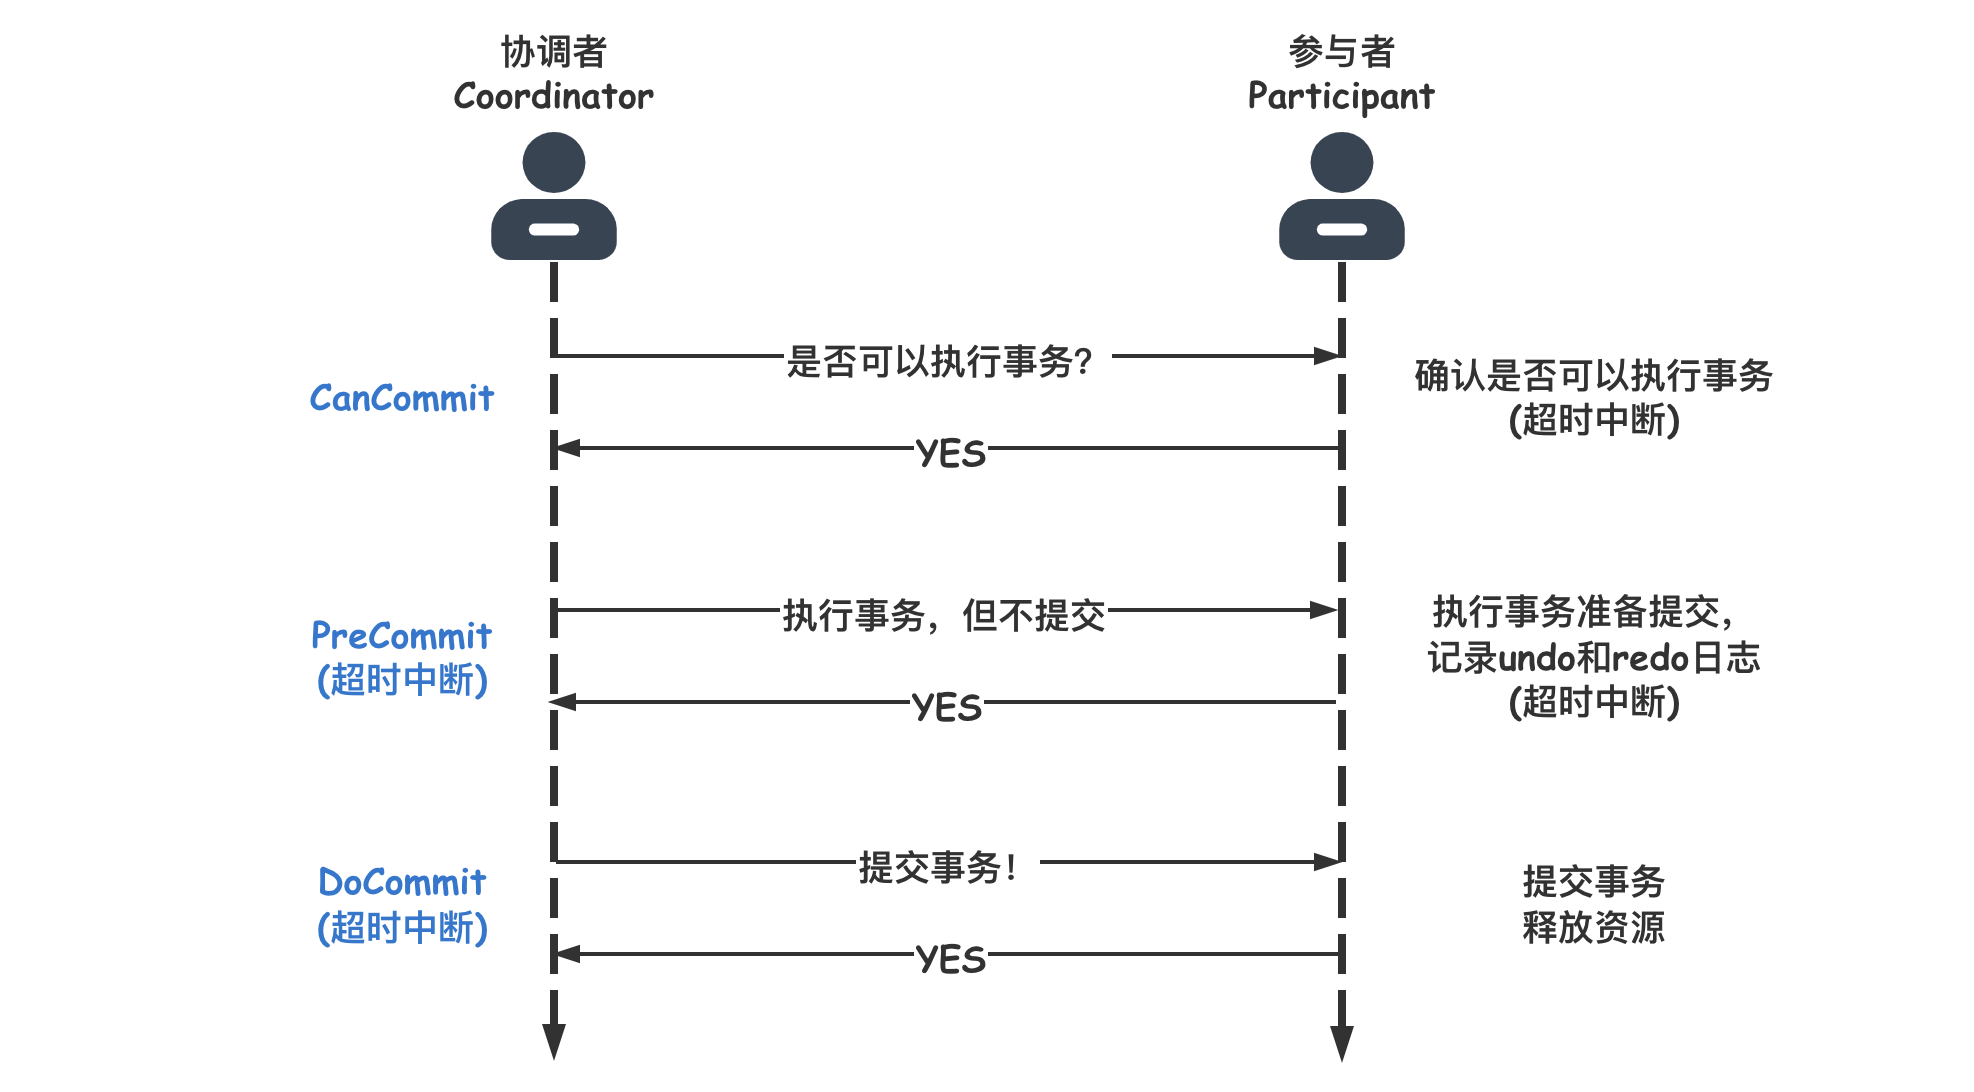 协调者
Coordinator
参与者
Participant
是否可以执行事务？
CanCommit
确认是否可以执行事务
(超时中断)
YES
执行事务，但不提交
PreCommit
(超时中断)
执行事务准备提交，
记录undo和redo日志
(超时中断)
YES
提交事务！
DoCommit
(超时中断)
提交事务
释放资源
YES